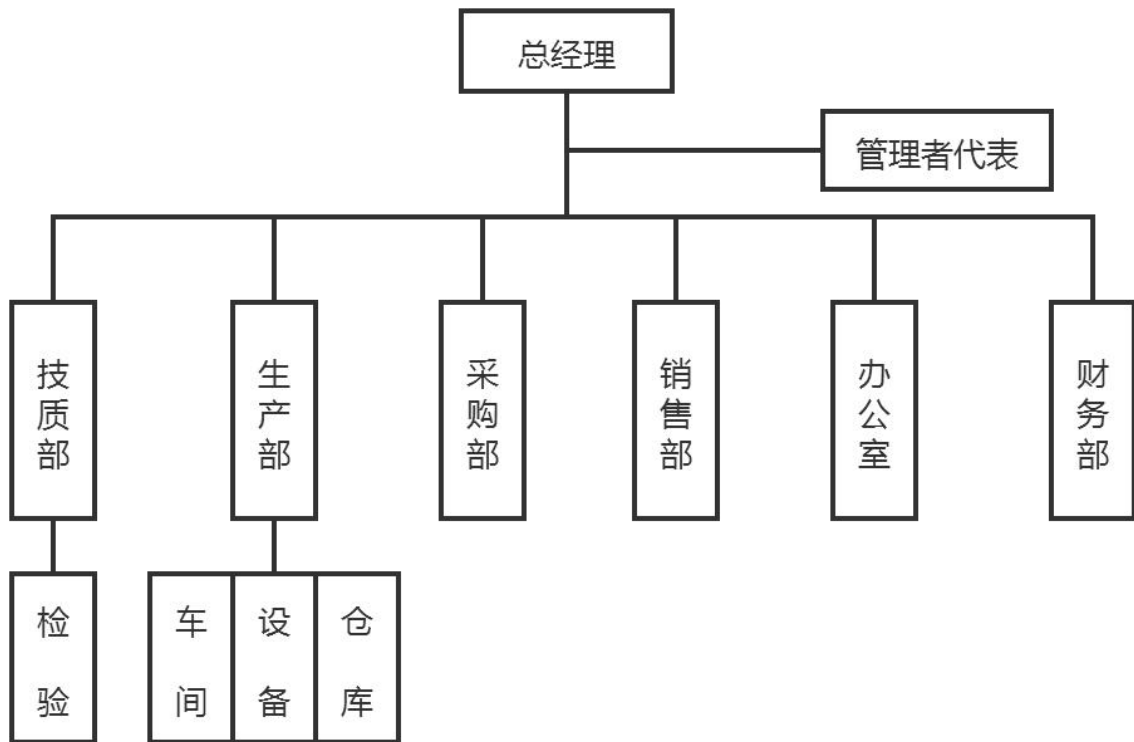 总经理
管理者代表
技质部
生产部
采购部
销售部
办公室
财务部
检验
车间
设备
仓库